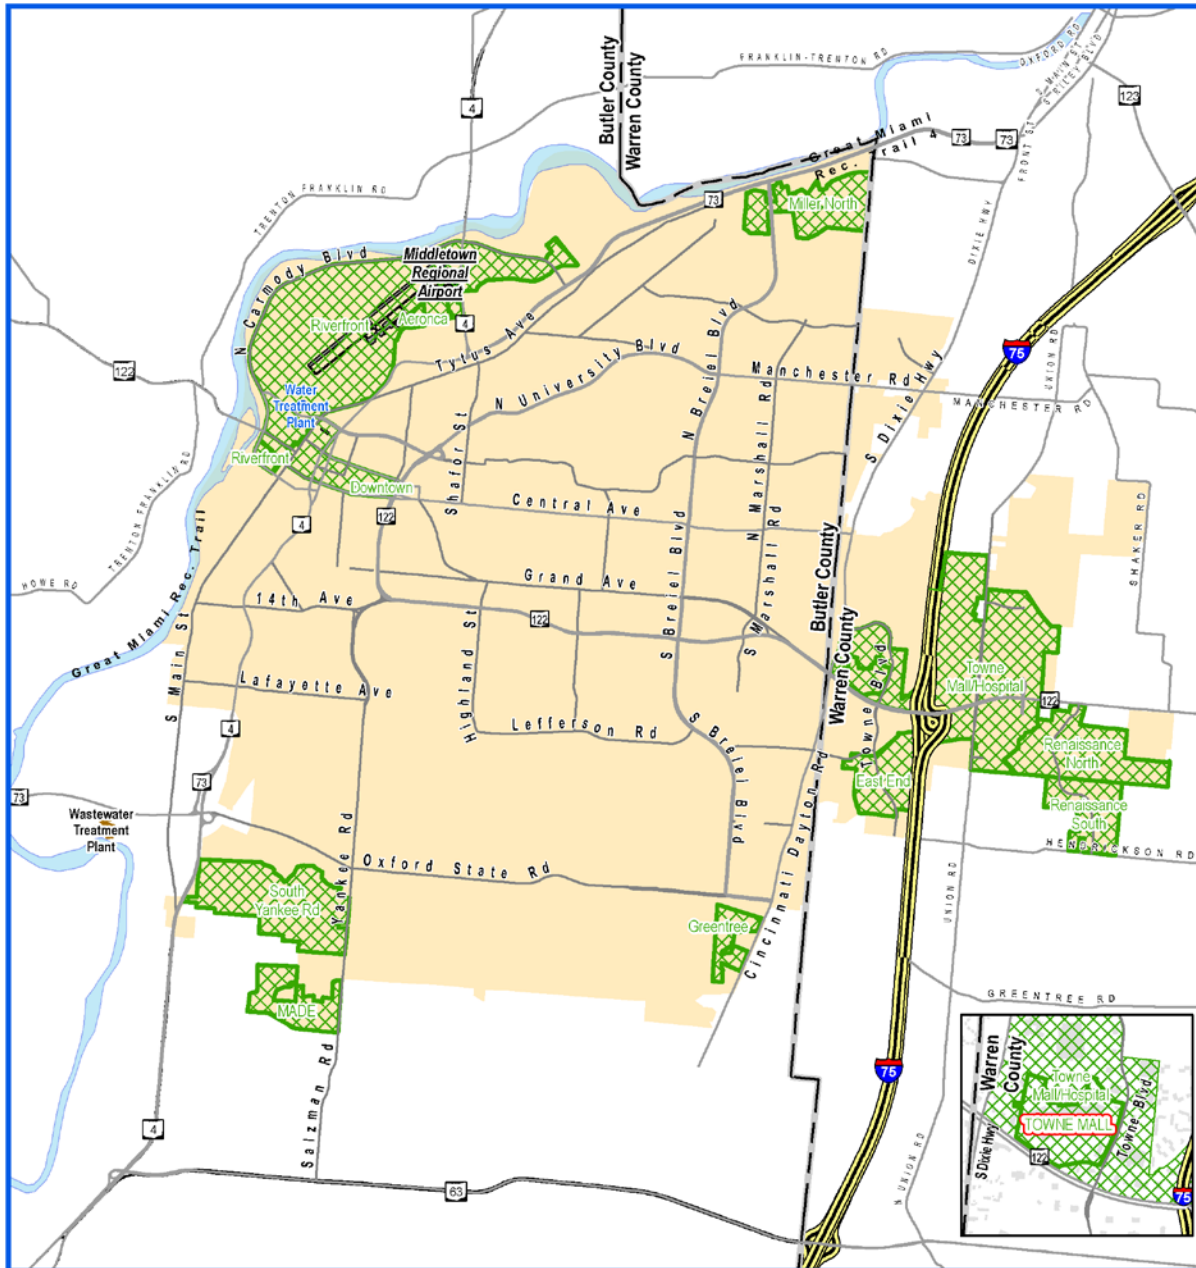 Butler County
Warren County
FRANKLIN-TRENTON RD
OXFORD RD
S MAIN ST
S RILEY BLVD
123
4
Great Miami
Rec. Trail 4
73
73
FRONT ST
TRENTON FRANKLIN RD
73
Miller North
DIXIE HWY
N Carmody Blvd
Middletown
Regional
Airport
Riverfront
Aeronca
4
Tytus Ave
122
N University Blvd
N Breiel Blvd
Manchester Rd
S Dixie Hwy
75
UNION RD
MANCHESTER RD
Water
Treatment
Plant
Riverfront
Downtown
Shafor St
N Marshall Rd
Central Ave
122
4
TRENTON FRANKLIN RD
HOWE RD
Great Miami Rec. Trail
SHAKER RD
S Breiel Blvd
S Marshall Rd
Grand Ave
14th Ave
122
Highland St
Butler County
Warren County
S Main St
Lafayette Ave
Lefferson Rd
S Breiel Blvd
Towne Blvd
Towne
Mall/Hospital
122
4
73
73
Renaissance
North
East End
Renaissance
South
HENDRICKSON RD
Wastewater
Treatment
Plant
Yankee Rd
Oxford State Rd
Cincinnati Dayton Rd
UNION RD
South
Yankee Rd
Greentree
MADE
GREENTREE RD
Salzman Rd
75
N UNION RD
4
63
Warren
County
Towne
Mall/Hospital
TOWNE MALL
Towne Blvd
S Dixie Hwy
122
75